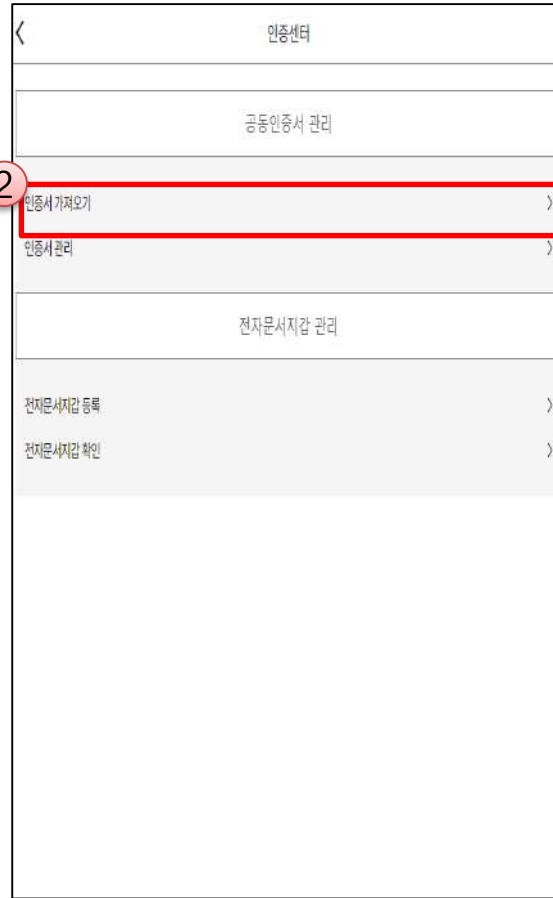 인증센터
공동인증서 관리
2
인증서 가져오기
인증서 관리
전자문서지갑 관리
전자문서지갑 등록
전자문서지갑 확인